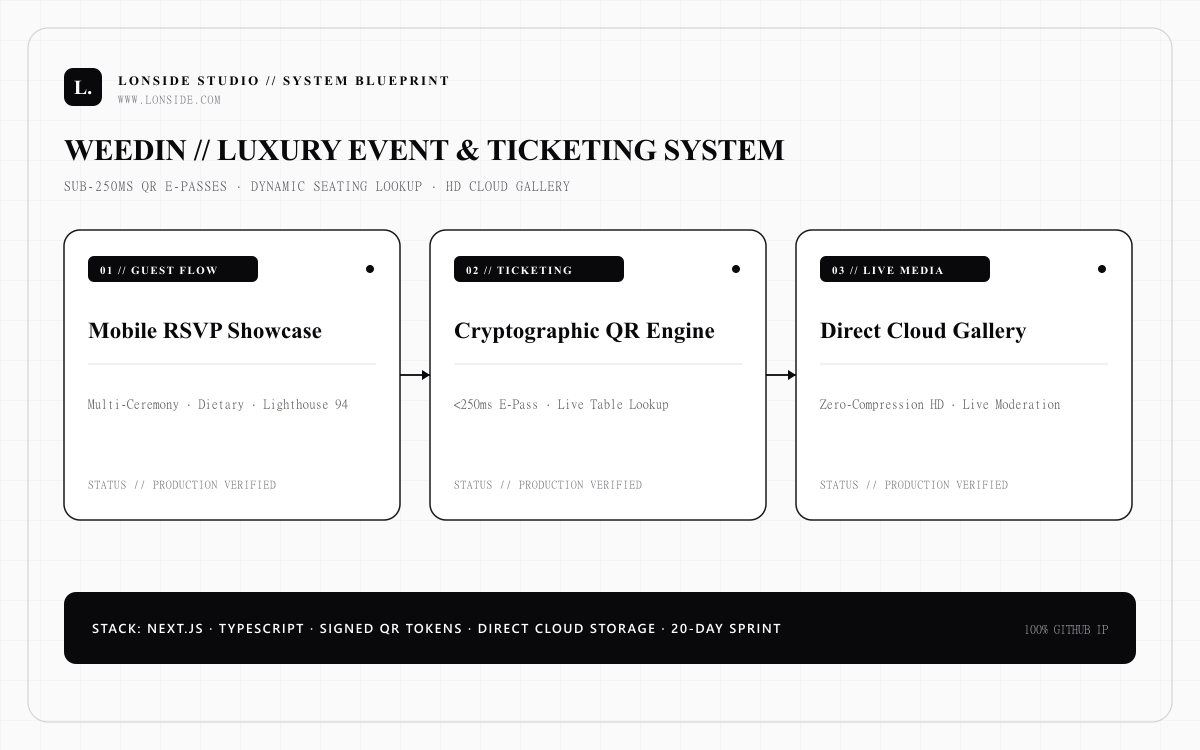 L.
LONSIDE STUDIO // SYSTEM BLUEPRINT
WWW.LONSIDE.COM
WEEDIN // LUXURY EVENT & TICKETING SYSTEM
SUB-250MS QR E-PASSES · DYNAMIC SEATING LOOKUP · HD CLOUD GALLERY
01 // GUEST FLOW
Mobile RSVP Showcase
Multi-Ceremony · Dietary · Lighthouse 94
STATUS // PRODUCTION VERIFIED
02 // TICKETING
Cryptographic QR Engine
<250ms E-Pass · Live Table Lookup
STATUS // PRODUCTION VERIFIED
03 // LIVE MEDIA
Direct Cloud Gallery
Zero-Compression HD · Live Moderation
STATUS // PRODUCTION VERIFIED
STACK: NEXT.JS · TYPESCRIPT · SIGNED QR TOKENS · DIRECT CLOUD STORAGE · 20-DAY SPRINT
100% GITHUB IP